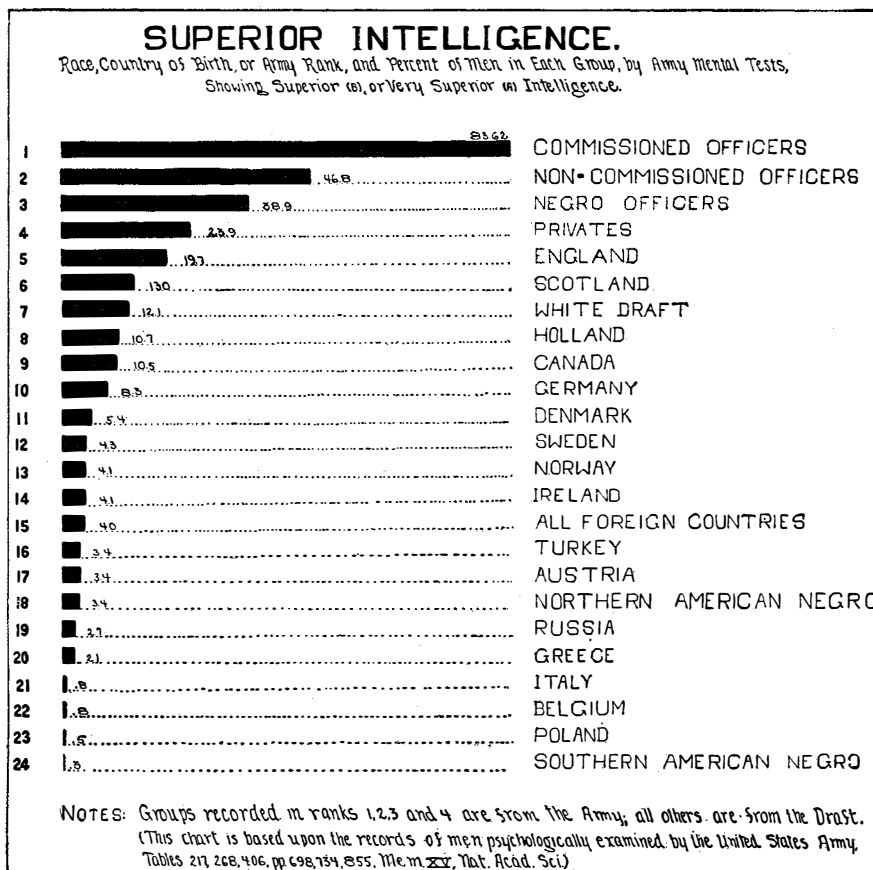 SUPERIOR INTELLIGENCE.
Race, Country of Birth, or Army Rank, and Percent of Men in Each Group, by Army Mental Tests,
Showing Superior (B), or Very Superior (A) Intelligence.
1 83.62 COMMISSIONED OFFICERS
2 46.8 NON-COMMISSIONED OFFICERS
3 38.9 NEGRO OFFICERS
4 23.9 PRIVATES
5 19.7 ENGLAND
6 13.0 SCOTLAND
7 12.1 WHITE DRAFT
8 10.7 HOLLAND
9 10.5 CANADA
10 8.3 GERMANY
11 5.4 DENMARK
12 4.3 SWEDEN
13 4.1 NORWAY
14 4.1 IRELAND
15 4.0 ALL FOREIGN COUNTRIES
16 3.4 TURKEY
17 3.4 AUSTRIA
18 3.4 NORTHERN AMERICAN NEGRO
19 2.7 RUSSIA
20 2.1 GREECE
21 .8 ITALY
22 .8 BELGIUM
23 .5 POLAND
24 .3 SOUTHERN AMERICAN NEGRO
NOTES: Groups recorded in ranks 1,2,3 and 4 are from the Army; all others are from the Draft.
(This chart is based upon the records of men psychologically examined by the United States Army,
Tables 217, 268, 406, pp 698, 734, 855, Mem. XV, Nat. Acad. Sci.)